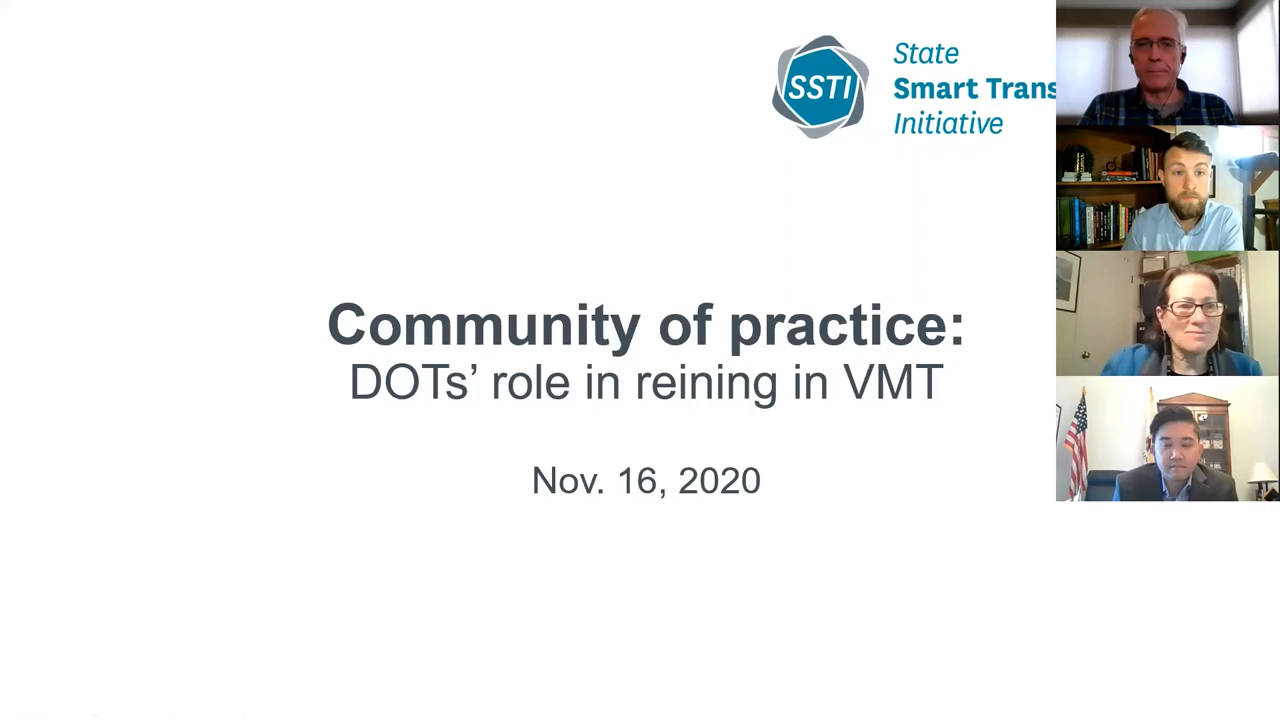 SSTI
State
Smart Trans
Initiative
Community of practice:
DOTs' role in reining in VMT
Nov. 16, 2020